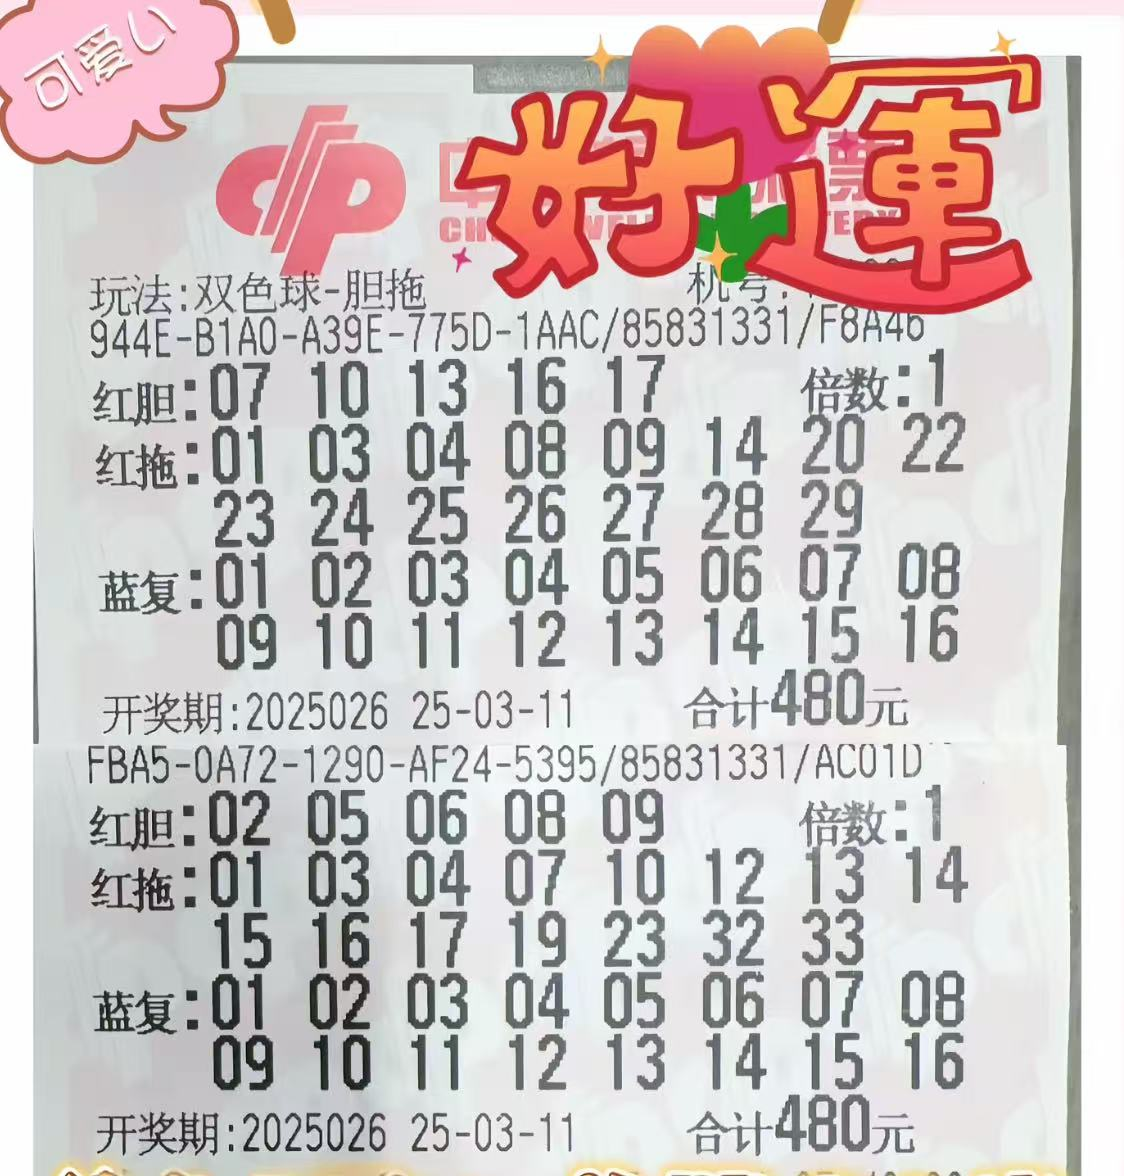 可爱い
好運
玩法:双色球-胆拖
机号:
944E-B1A0-A39E-775D-1AAC/85831331/F8A46
红胆:07 10 13 16 17 倍数:1
红拖:01 03 04 08 09 14 20 22
23 24 25 26 27 28 29
蓝复:01 02 03 04 05 06 07 08
09 10 11 12 13 14 15 16
开奖期:2025026 25-03-11 合计480元
FBA5-0A72-1290-AF24-5395/85831331/AC01D
红胆:02 05 06 08 09 倍数:1
红拖:01 03 04 07 10 12 13 14
15 16 17 19 23 32 33
蓝复:01 02 03 04 05 06 07 08
09 10 11 12 13 14 15 16
开奖期:2025026 25-03-11 合计480元